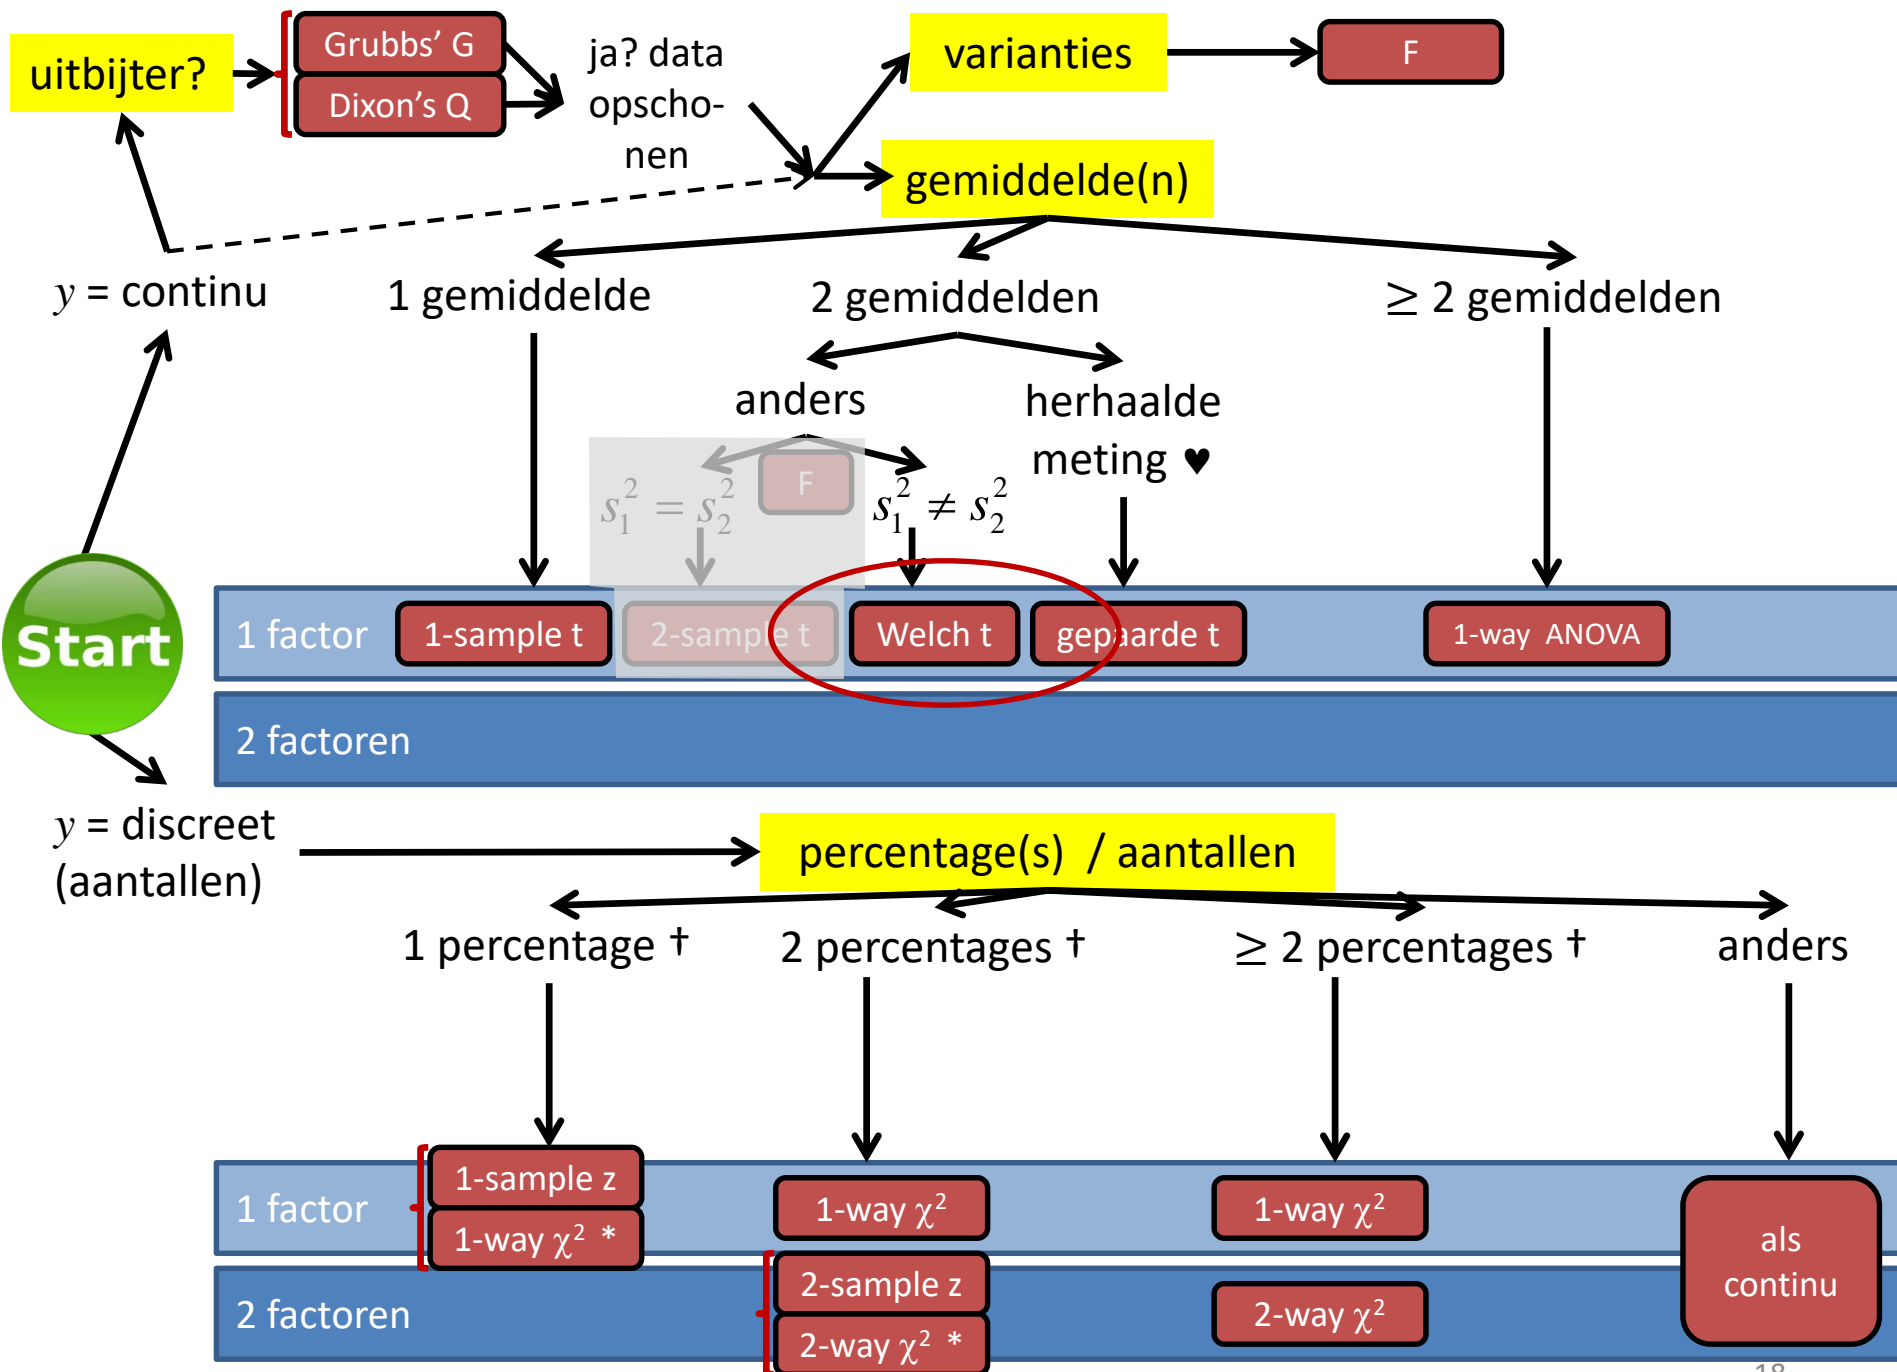 uitbijter?
Grubbs' G
Dixon's Q
ja? data
opscho-
nen
varianties
F
gemiddelde(n)
y = continu
1 gemiddelde
2 gemiddelden
≥ 2 gemiddelden
anders
herhaalde
meting ♥
F
s₁² = s₂²
s₁² ≠ s₂²
Start
1 factor
1-sample t
2-sample t
Welch t
gepaarde t
1-way ANOVA
2 factoren
y = discreet
(aantallen)
percentage(s) / aantallen
1 percentage †
2 percentages †
≥ 2 percentages †
anders
1 factor
1-sample z
1-way χ² *
1-way χ²
1-way χ²
als
continu
2 factoren
2-sample z
2-way χ² *
2-way χ²
18